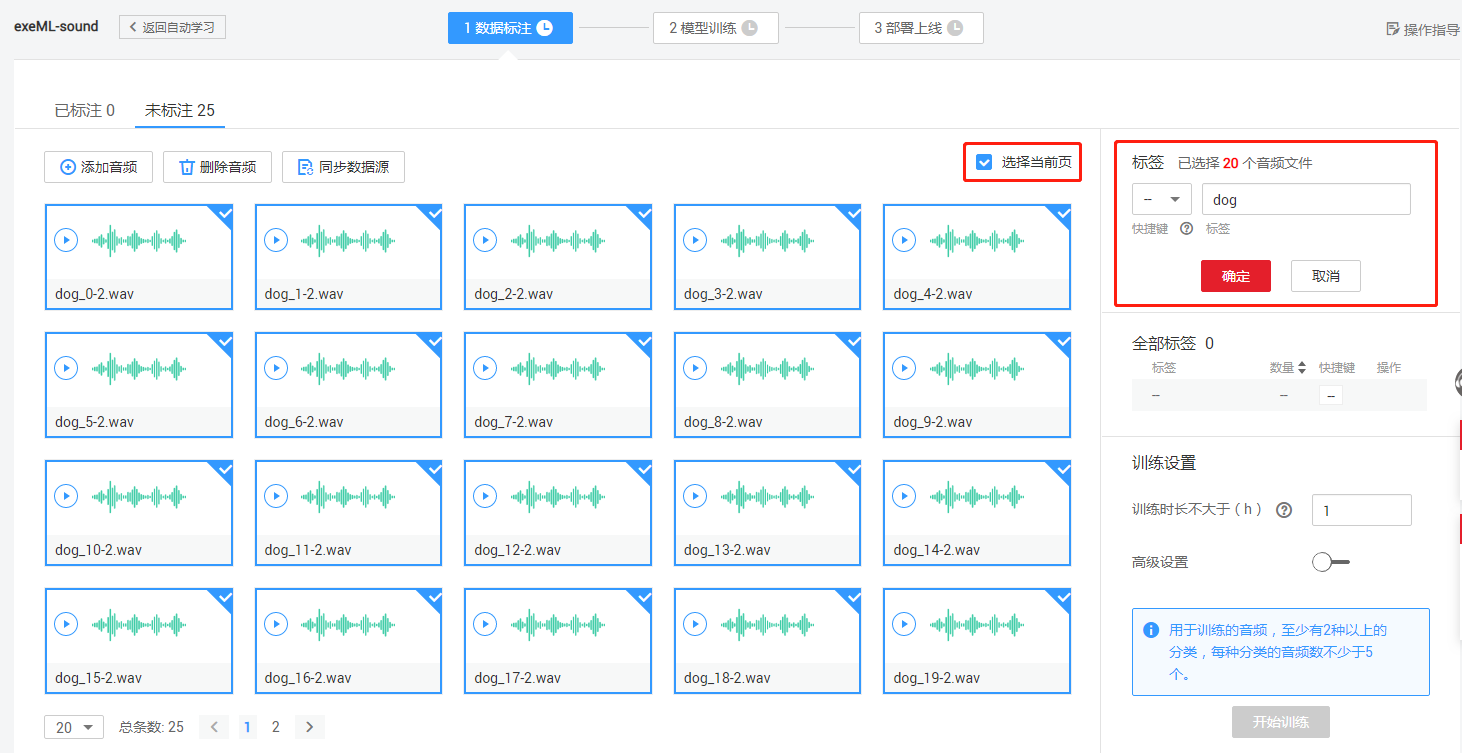 exeML-sound
返回自动学习
1 数据标注
2 模型训练
3 部署上线
操作指导
已标注 0
未标注 25
添加音频
删除音频
同步数据源
选择当前页
dog_0-2.wav
dog_1-2.wav
dog_2-2.wav
dog_3-2.wav
dog_4-2.wav
dog_5-2.wav
dog_6-2.wav
dog_7-2.wav
dog_8-2.wav
dog_9-2.wav
dog_10-2.wav
dog_11-2.wav
dog_12-2.wav
dog_13-2.wav
dog_14-2.wav
dog_15-2.wav
dog_16-2.wav
dog_17-2.wav
dog_18-2.wav
dog_19-2.wav
20
总条数: 25
1
2
标签 已选择 20 个音频文件
--
dog
快捷键
标签
确定
取消
全部标签 0
标签 数量 快捷键 操作
-- -- --
训练设置
训练时长不大于（h）
1
高级设置
用于训练的音频，至少有2种以上的
分类，每种分类的音频数不少于5
个。
开始训练